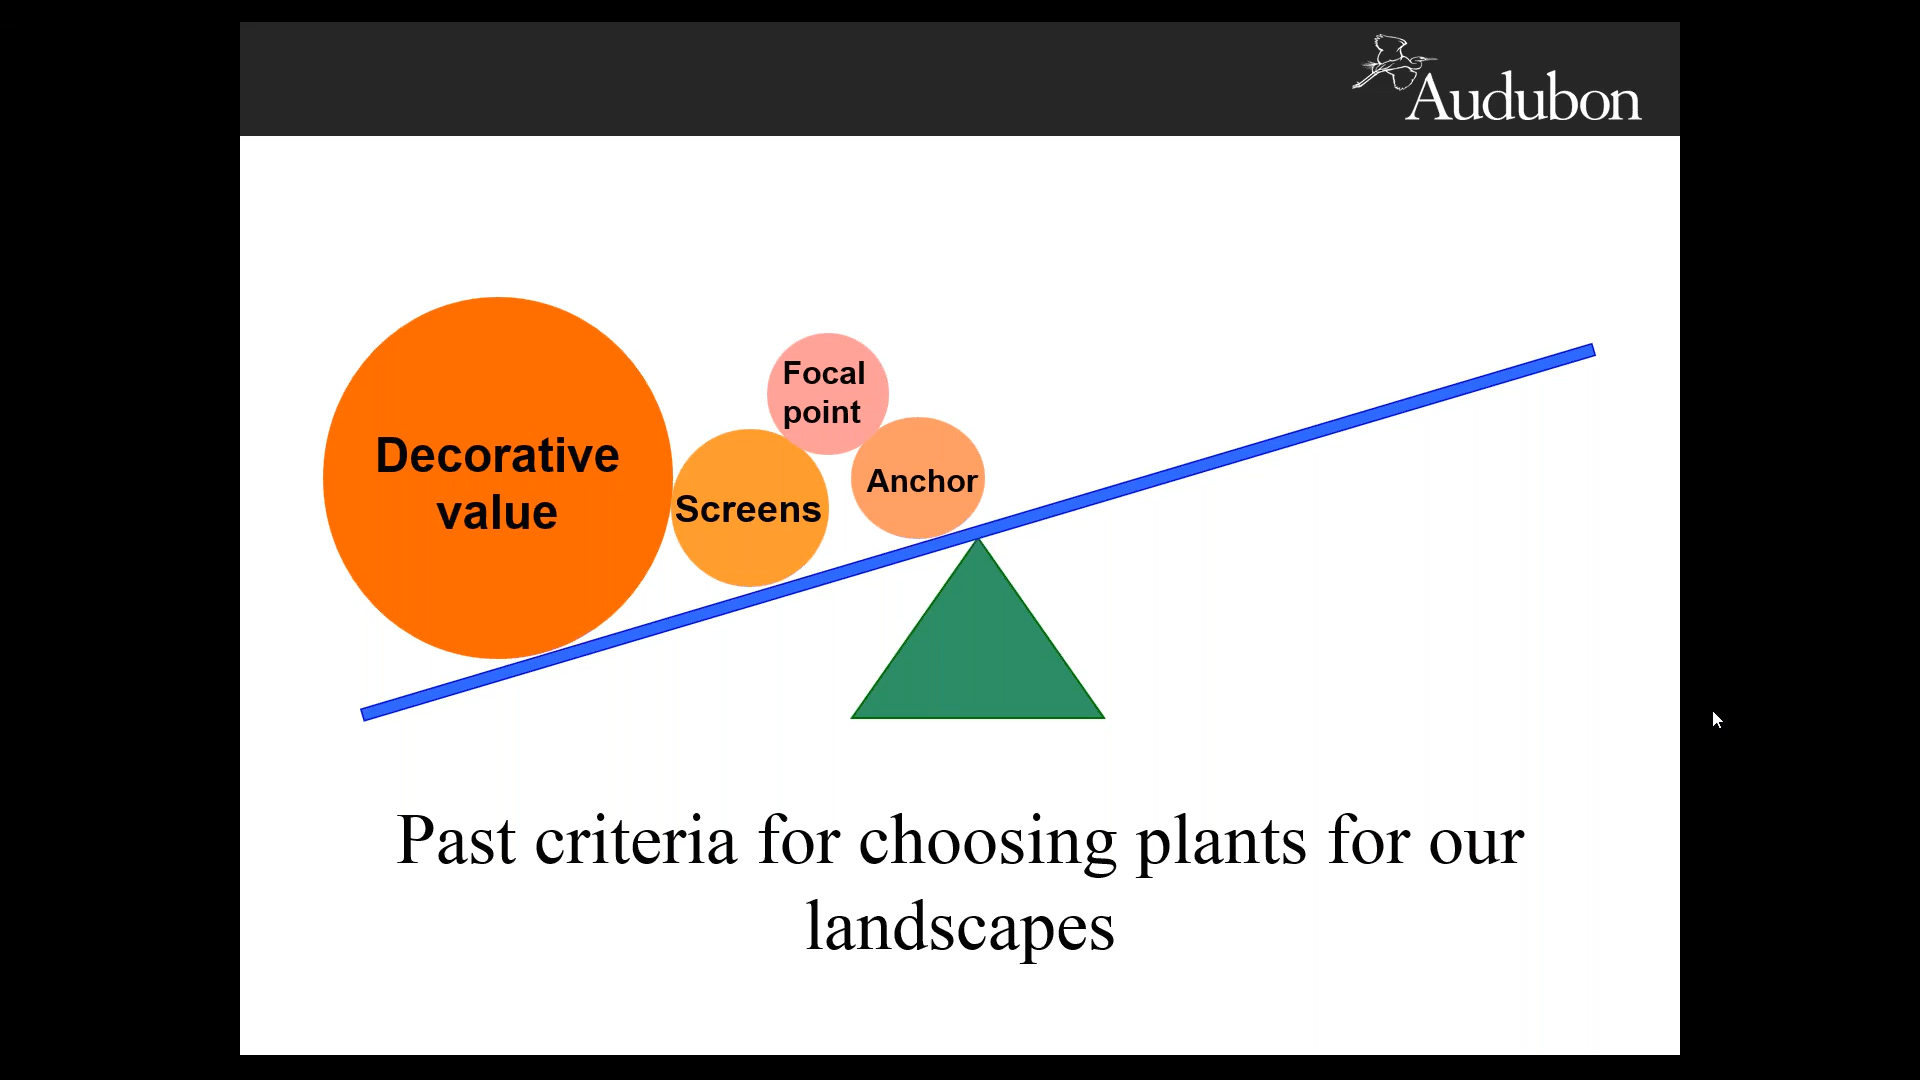 Audubon
Decorative
value
Screens
Focal
point
Anchor
Past criteria for choosing plants for our
landscapes